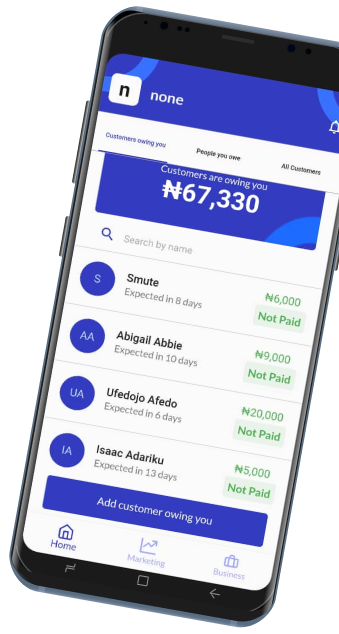 n
none
Customers owing you
People you owe
All Customers
Customers are owing you
₦67,330
Search by name
S
Smute
Expected in 8 days
₦6,000
Not Paid
AA
Abigail Abbie
Expected in 10 days
₦9,000
Not Paid
UA
Ufedojo Afedo
Expected in 6 days
₦20,000
Not Paid
IA
Isaac Adariku
Expected in 13 days
₦5,000
Not Paid
Add customer owing you
Home
Marketing
Business